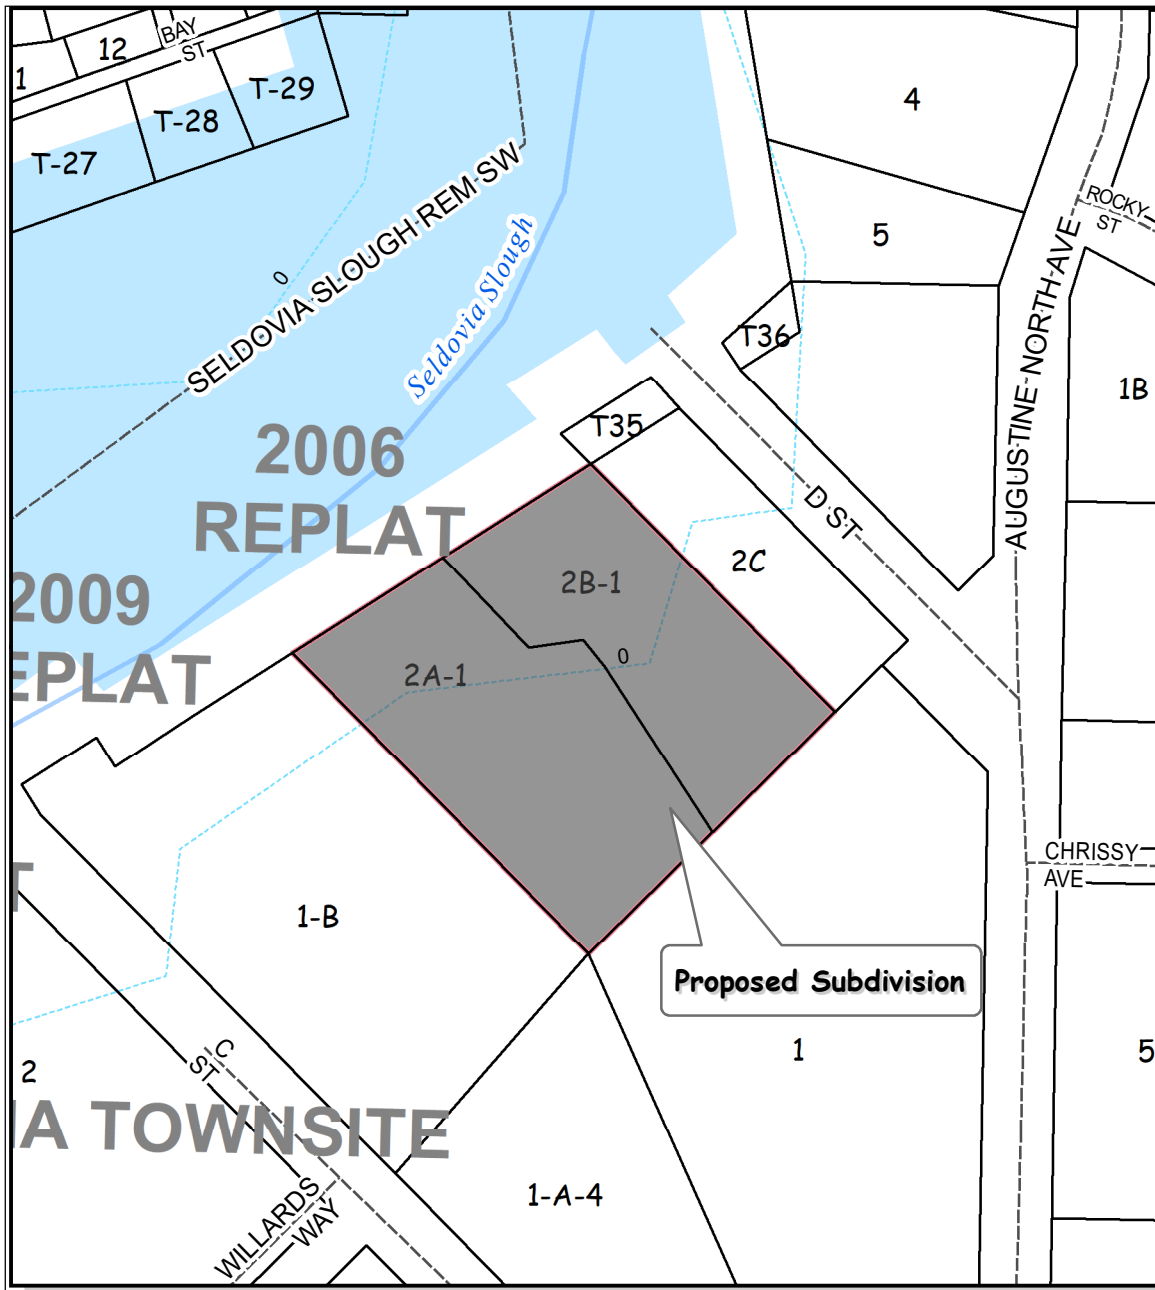 BAY
ST
12
1
T-29
T-28
T-27
4
SELDOVIA SLOUGH REM SW
ROCKY
ST
5
Seldovia Slough
0
AUGUSTINE NORTH AVE
T36
1B
T35
2006
REPLAT
D ST
2C
2B-1
2009
EPLAT
0
2A-1
CHRISSY
AVE
T
1-B
Proposed Subdivision
1
5
C
ST
2
IA TOWNSITE
1-A-4
WILLARDS
WAY